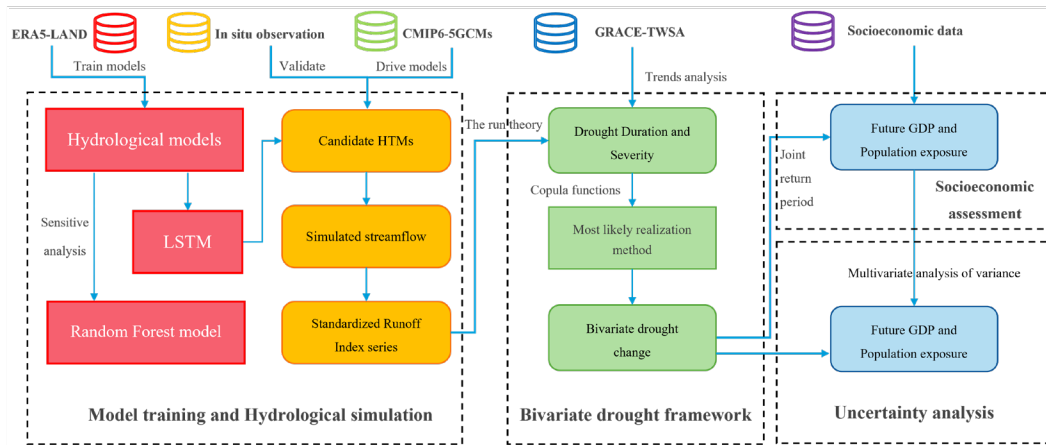 ERA5-LAND
In situ observation
CMIP6-5GCMs
GRACE-TWSA
Socioeconomic data
Train models
Validate
Drive models
Trends analysis
Hydrological models
Candidate HTMs
The run theory
Drought Duration and
Severity
Joint
return
period
Future GDP and
Population exposure
Copula functions
Socioeconomic
assessment
Sensitive
analysis
LSTM
Simulated streamflow
Most likely realization
method
Multivariate analysis of variance
Random Forest model
Standardized Runoff
Index series
Bivariate drought
change
Future GDP and
Population exposure
Model training and Hydrological simulation
Bivariate drought framework
Uncertainty analysis